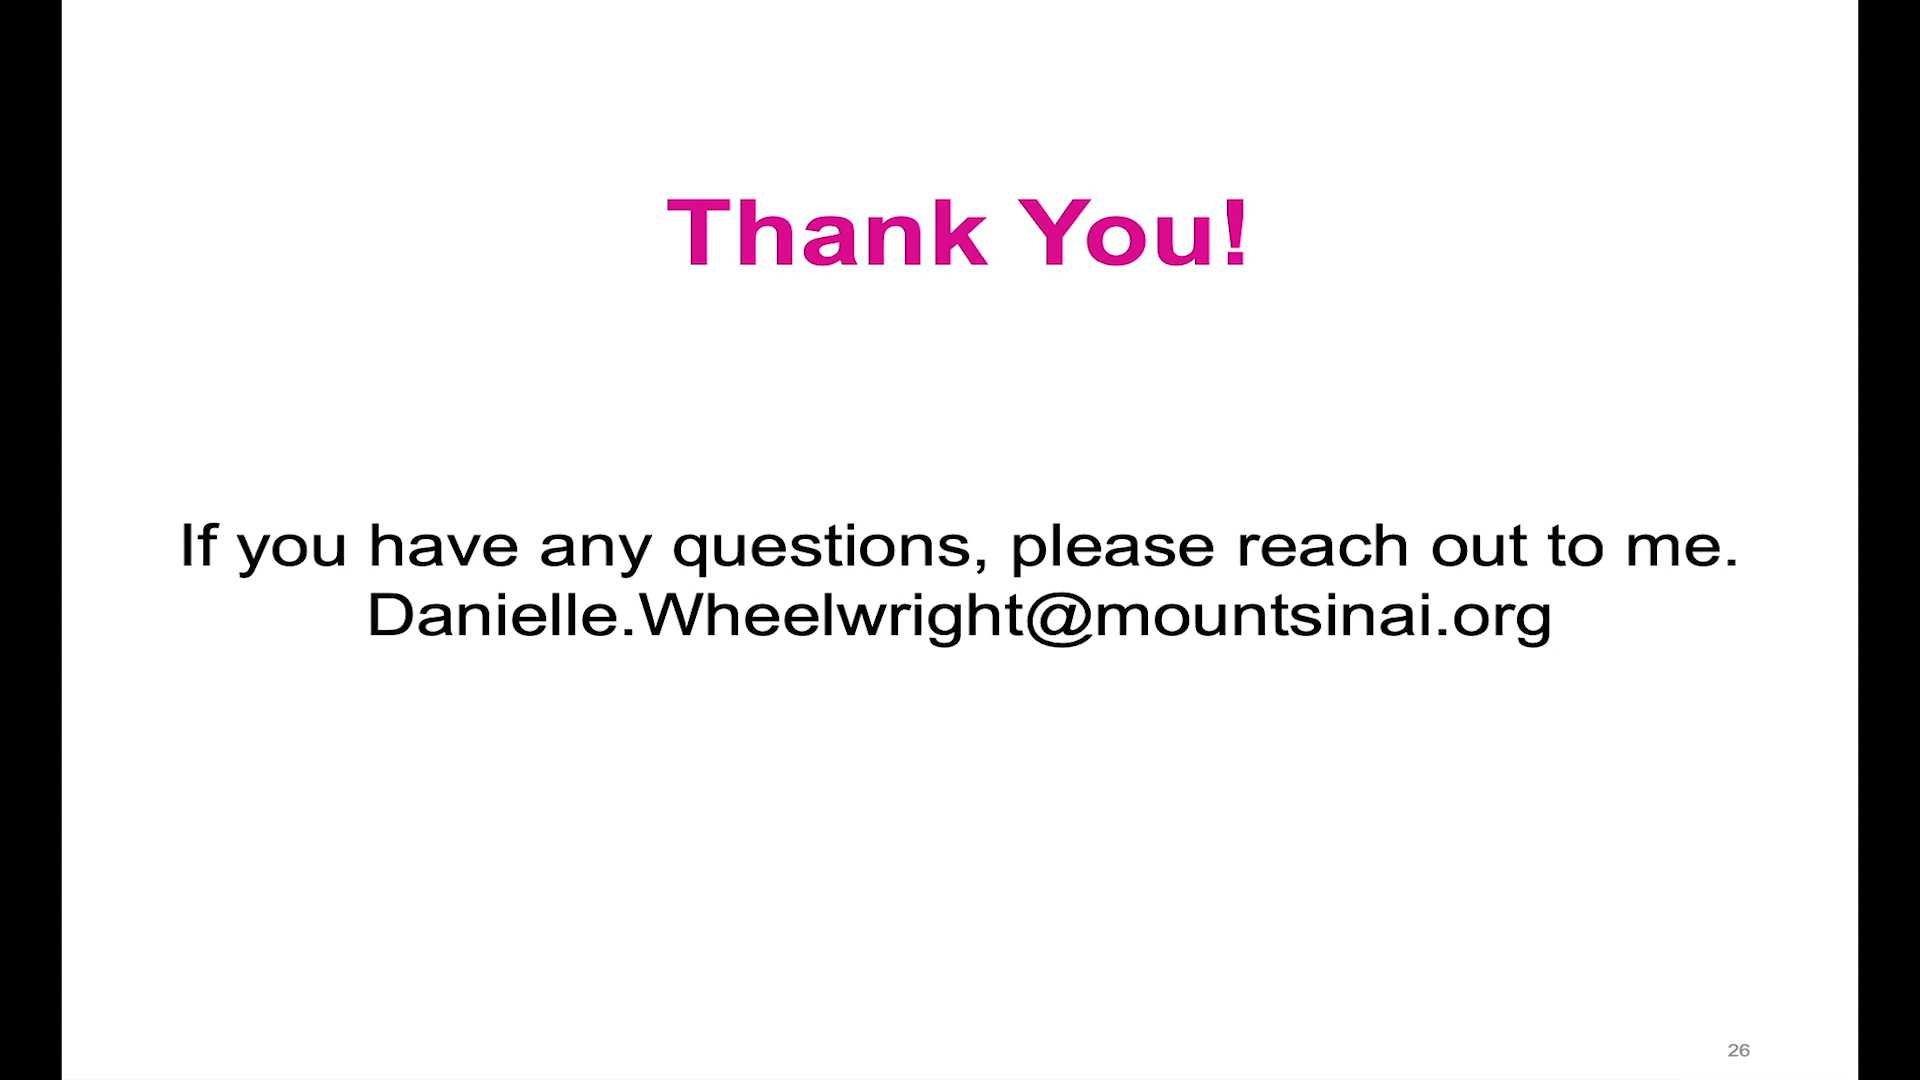 Thank You!
If you have any questions, please reach out to me.
Danielle.Wheelwright@mountsinai.org
26